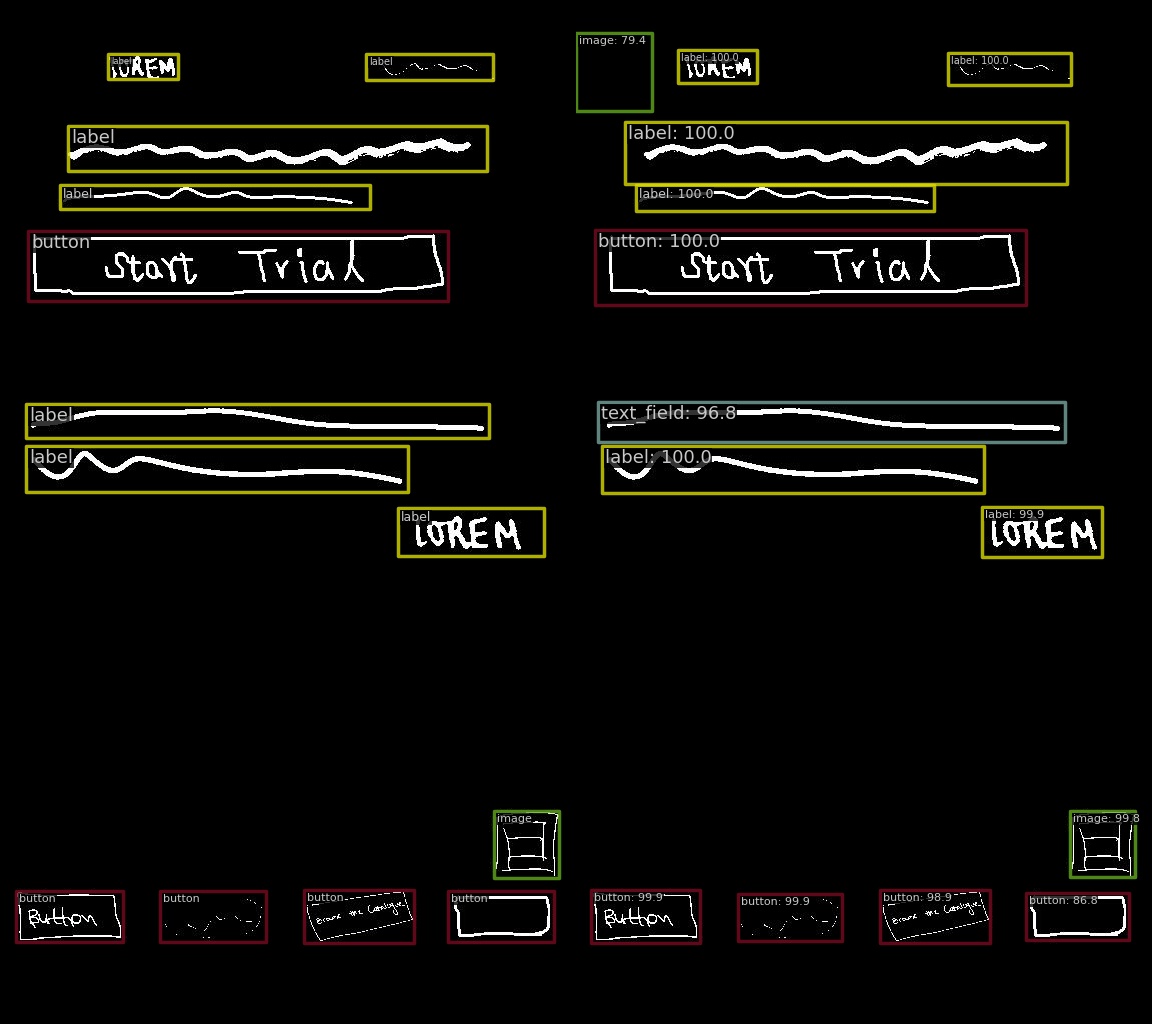 image: 79.4
label
lOREM
label
label: 100.0
lOREM
label: 100.0
label
label: 100.0
label
label: 100.0
button
Start Trial
button: 100.0
Start Trial
label
text_field: 96.8
label
label: 100.0
label
lOREM
label: 99.9
lOREM
image
image: 99.8
button
Button
button
button
Browse the Catalogue
button
button: 99.9
Button
button: 99.9
button: 98.9
Browse the Catalogue
button: 86.8